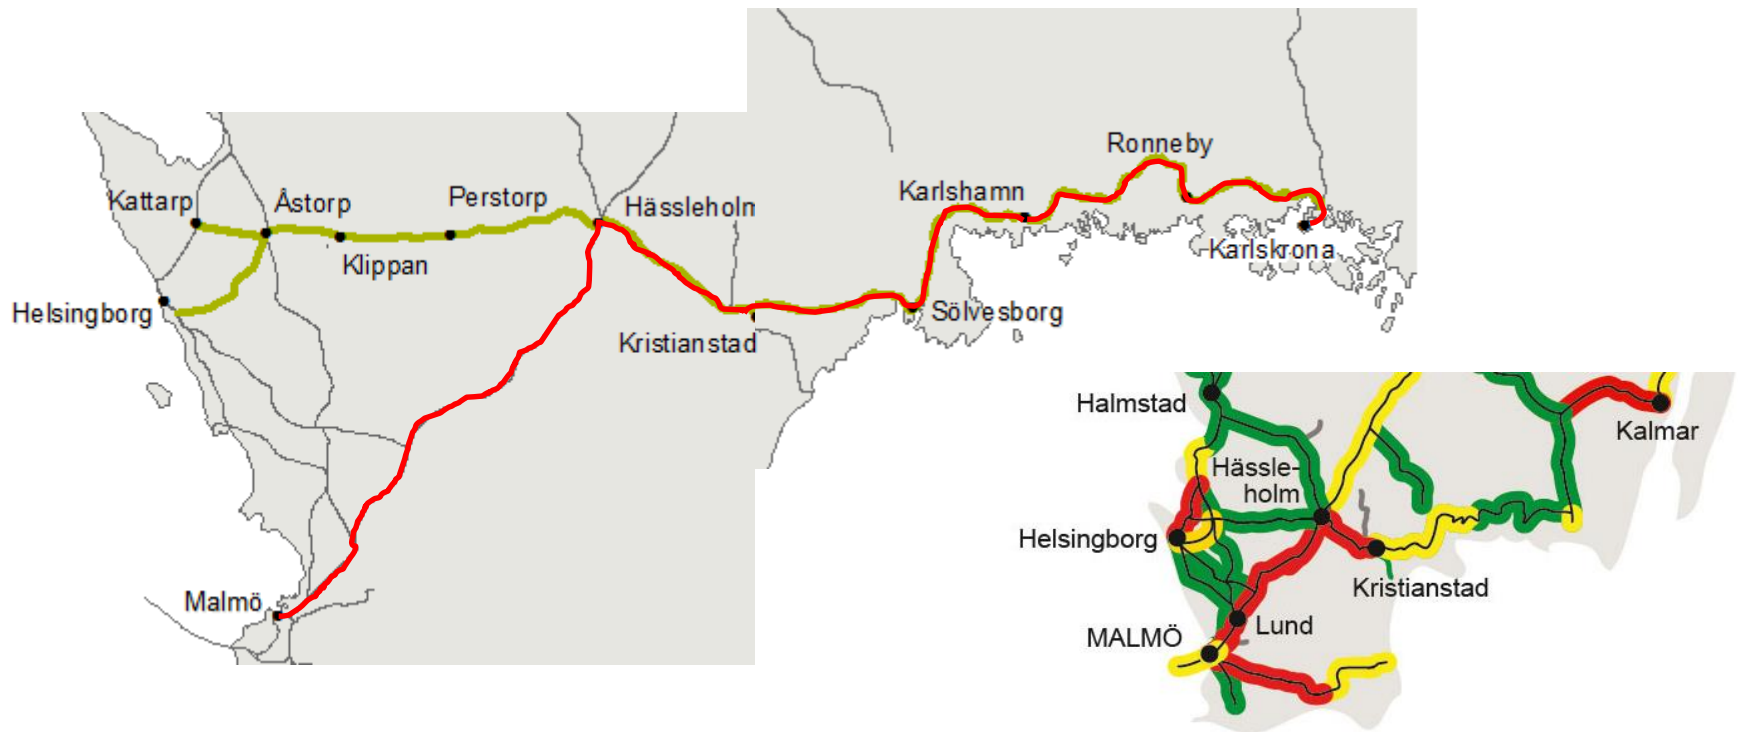 Ronneby
Karlshamn
Karlskrona
Kattarp
Åstorp
Perstorp
Hässleholm
Klippan
Helsingborg
Sölvesborg
Kristianstad
Malmö
Halmstad
Kalmar
Hässle-
holm
Helsingborg
Kristianstad
Lund
MALMÖ